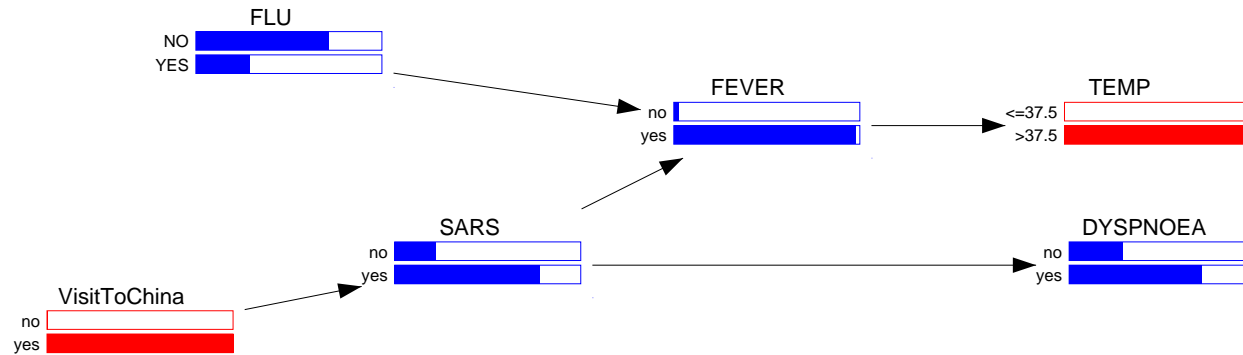 FLU
NO
YES
FEVER
no
yes
TEMP
<=37.5
>37.5
SARS
no
yes
DYSPNOEA
no
yes
VisitToChina
no
yes